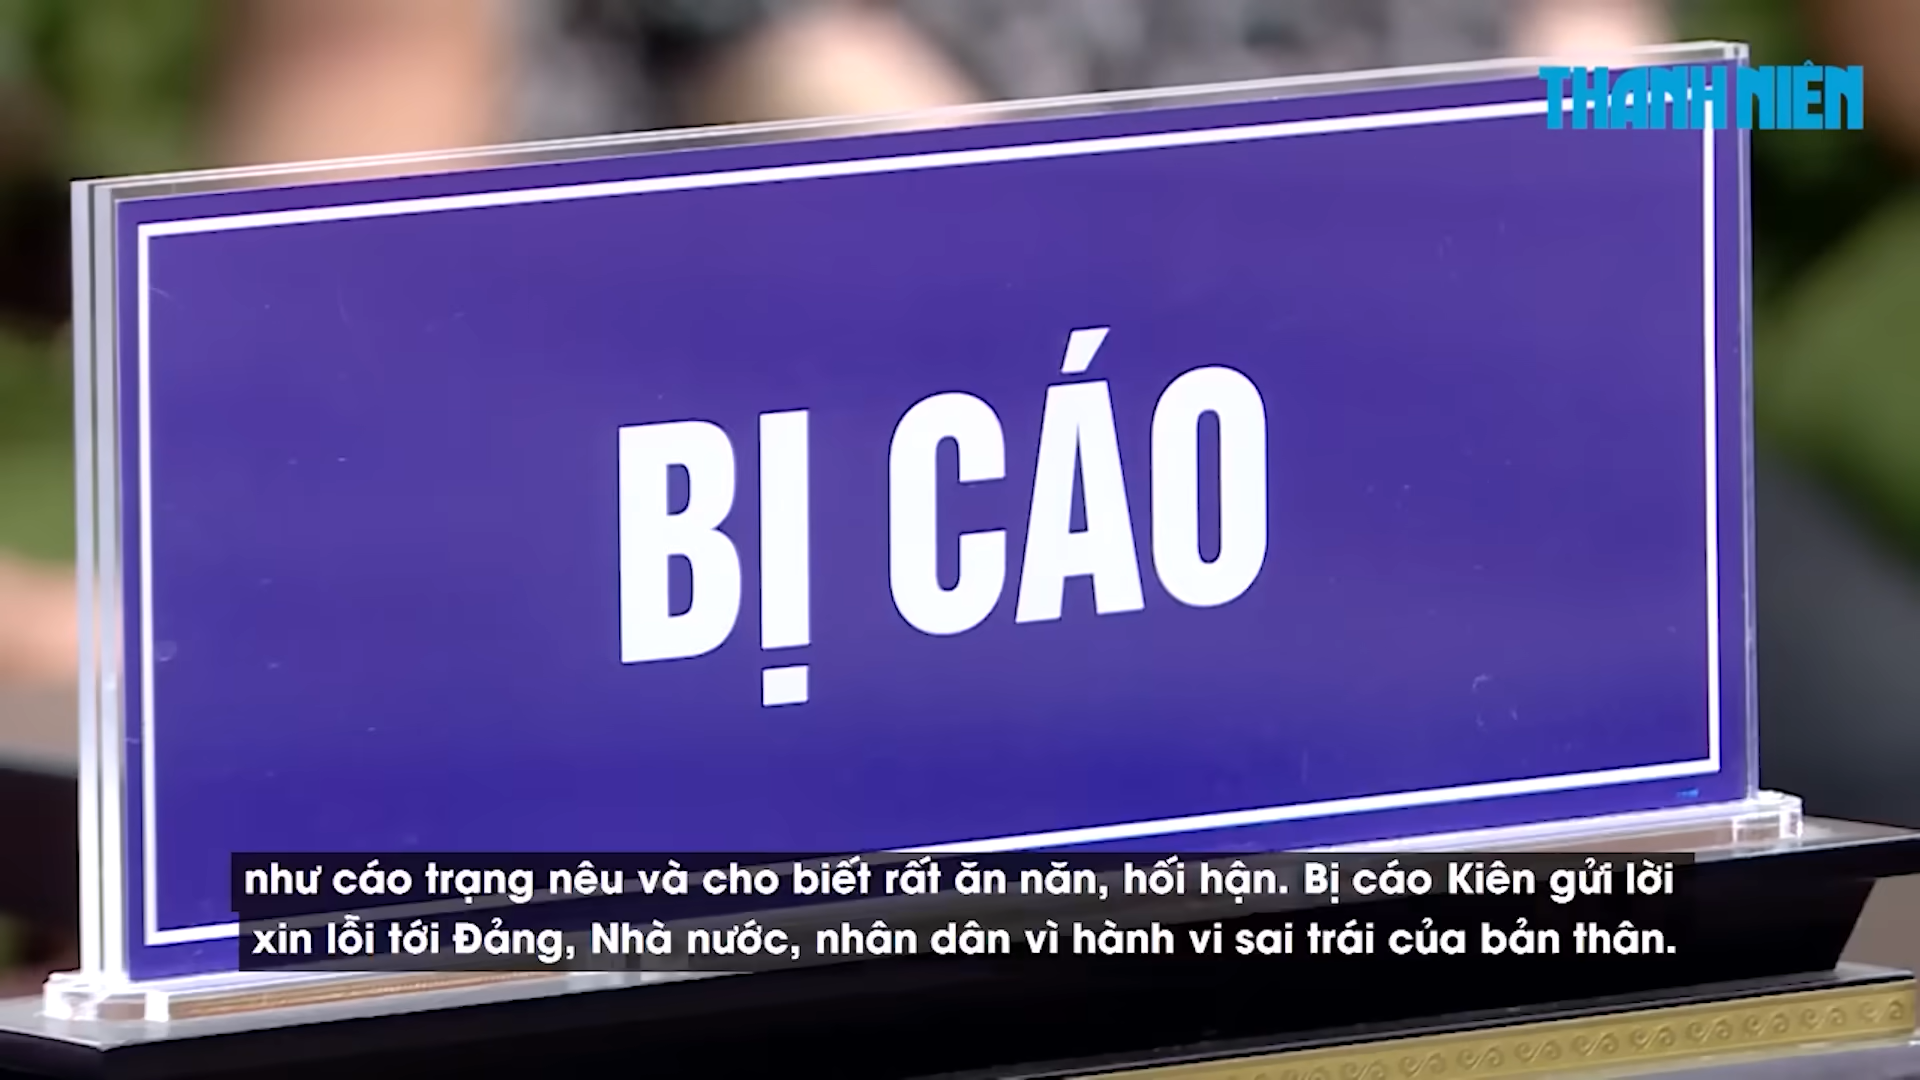 THANH NIÊN
BỊ CÁO
như cáo trạng nêu và cho biết rất ăn năn, hối hận. Bị cáo Kiên gửi lời
xin lỗi tới Đảng, Nhà nước, nhân dân vì hành vi sai trái của bản thân.